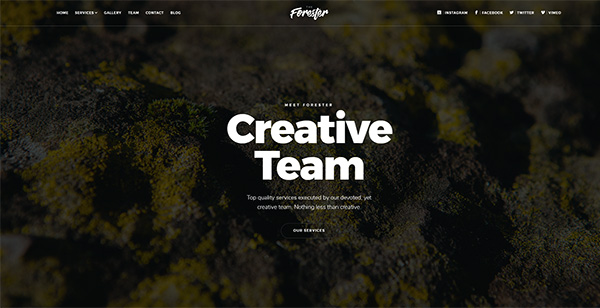 HOME SERVICES GALLERY TEAM CONTACT BLOG
Forester
INSTAGRAM FACEBOOK TWITTER VIMEO
MEET FORESTER
Creative
Team
Top quality services executed by our devoted, yet
creative team. Nothing less than creative.
OUR SERVICES